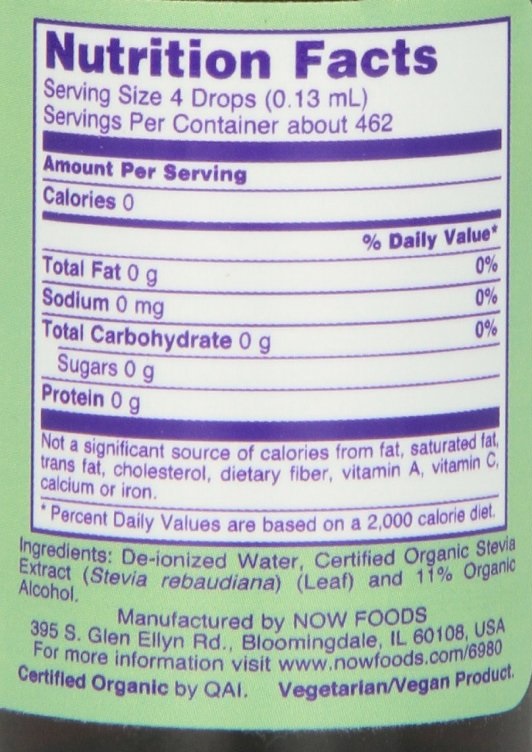 Nutrition Facts
Serving Size 4 Drops (0.13 mL)
Servings Per Container about 462
Amount Per Serving
Calories 0
% Daily Value*
Total Fat 0 g 0%
Sodium 0 mg 0%
Total Carbohydrate 0 g 0%
Sugars 0 g
Protein 0 g
Not a significant source of calories from fat, saturated fat,
trans fat, cholesterol, dietary fiber, vitamin A, vitamin C,
calcium or iron.
* Percent Daily Values are based on a 2,000 calorie diet.
Ingredients: De-ionized Water, Certified Organic Stevia
Extract (Stevia rebaudiana) (Leaf) and 11% Organic
Alcohol.
Manufactured by NOW FOODS
395 S. Glen Ellyn Rd., Bloomingdale, IL 60108, USA
For more information visit www.nowfoods.com/6980
Certified Organic by QAI. Vegetarian/Vegan Product.